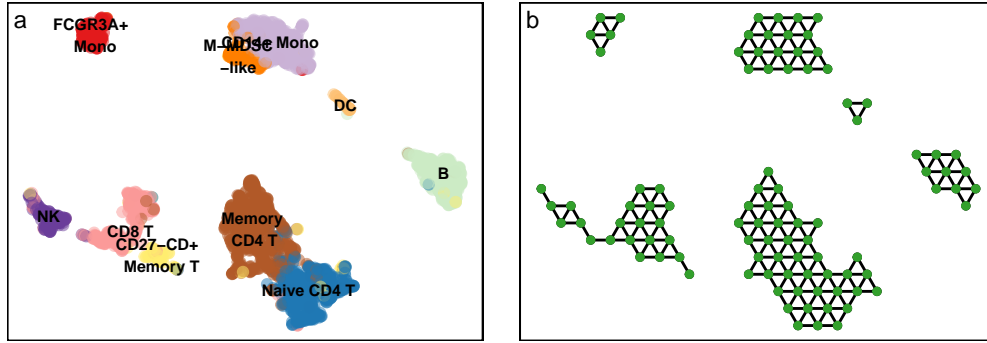 a
b
FCGR3A+
Mono
CD14+ Mono
M−MDSC
−like
DC
B
NK
CD8 T
CD27−CD+
Memory T
Memory
CD4 T
Naive CD4 T